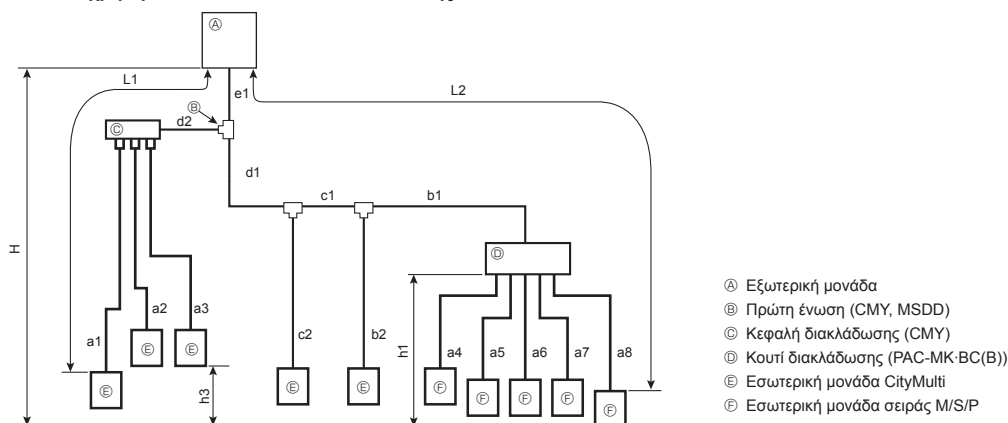 Ⓐ
L1
L2
e1
Ⓑ
d2
Ⓒ
d1
c1
b1
H
Ⓓ
a2
a3
a1
c2
b2
h1
a4
a5
a6
a7
a8
Ⓔ
Ⓔ
Ⓔ
h3
Ⓔ
Ⓔ
Ⓕ
Ⓕ
Ⓕ
Ⓕ
Ⓕ
Ⓐ Εξωτερική μονάδα
Ⓑ Πρώτη ένωση (CMY, MSDD)
Ⓒ Κεφαλή διακλάδωσης (CMY)
Ⓓ Κουτί διακλάδωσης (PAC-MK·BC(B))
Ⓔ Εσωτερική μονάδα CityMulti
Ⓕ Εσωτερική μονάδα σειράς M/S/P